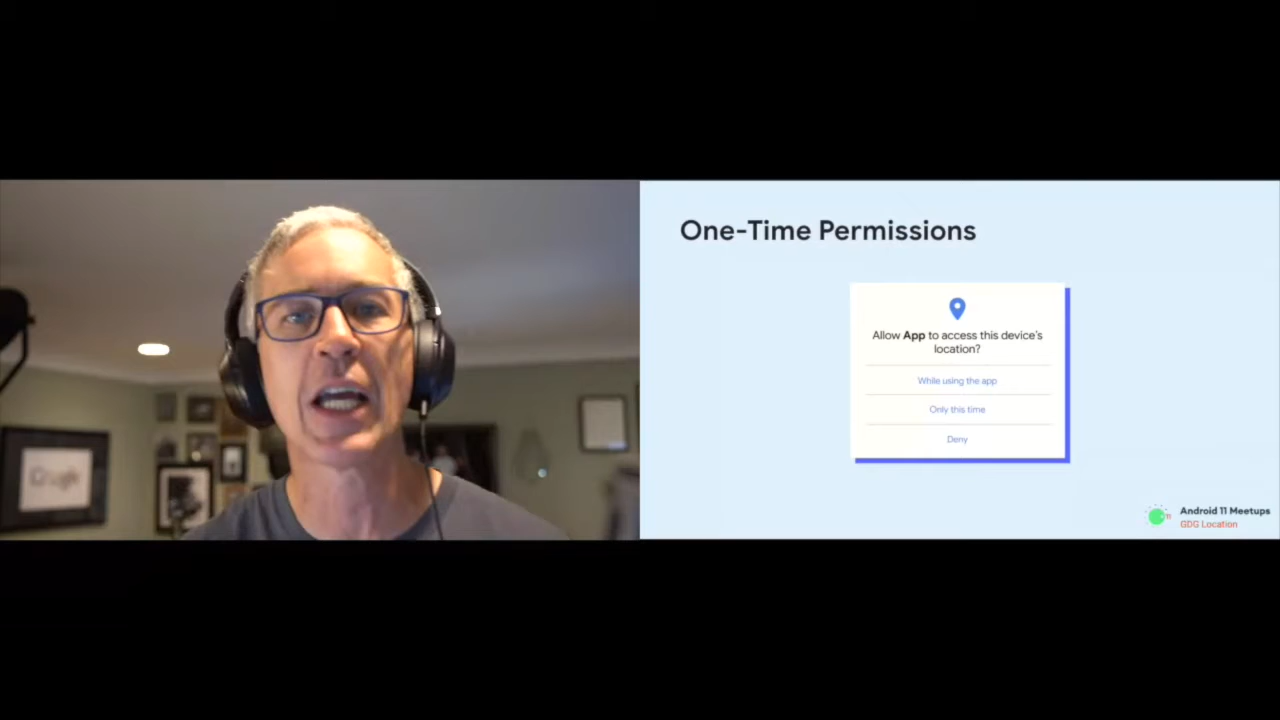 One-Time Permissions
Allow App to access this device's
location?
While using the app
Only this time
Deny
Android 11 Meetups
GDG Location
Google